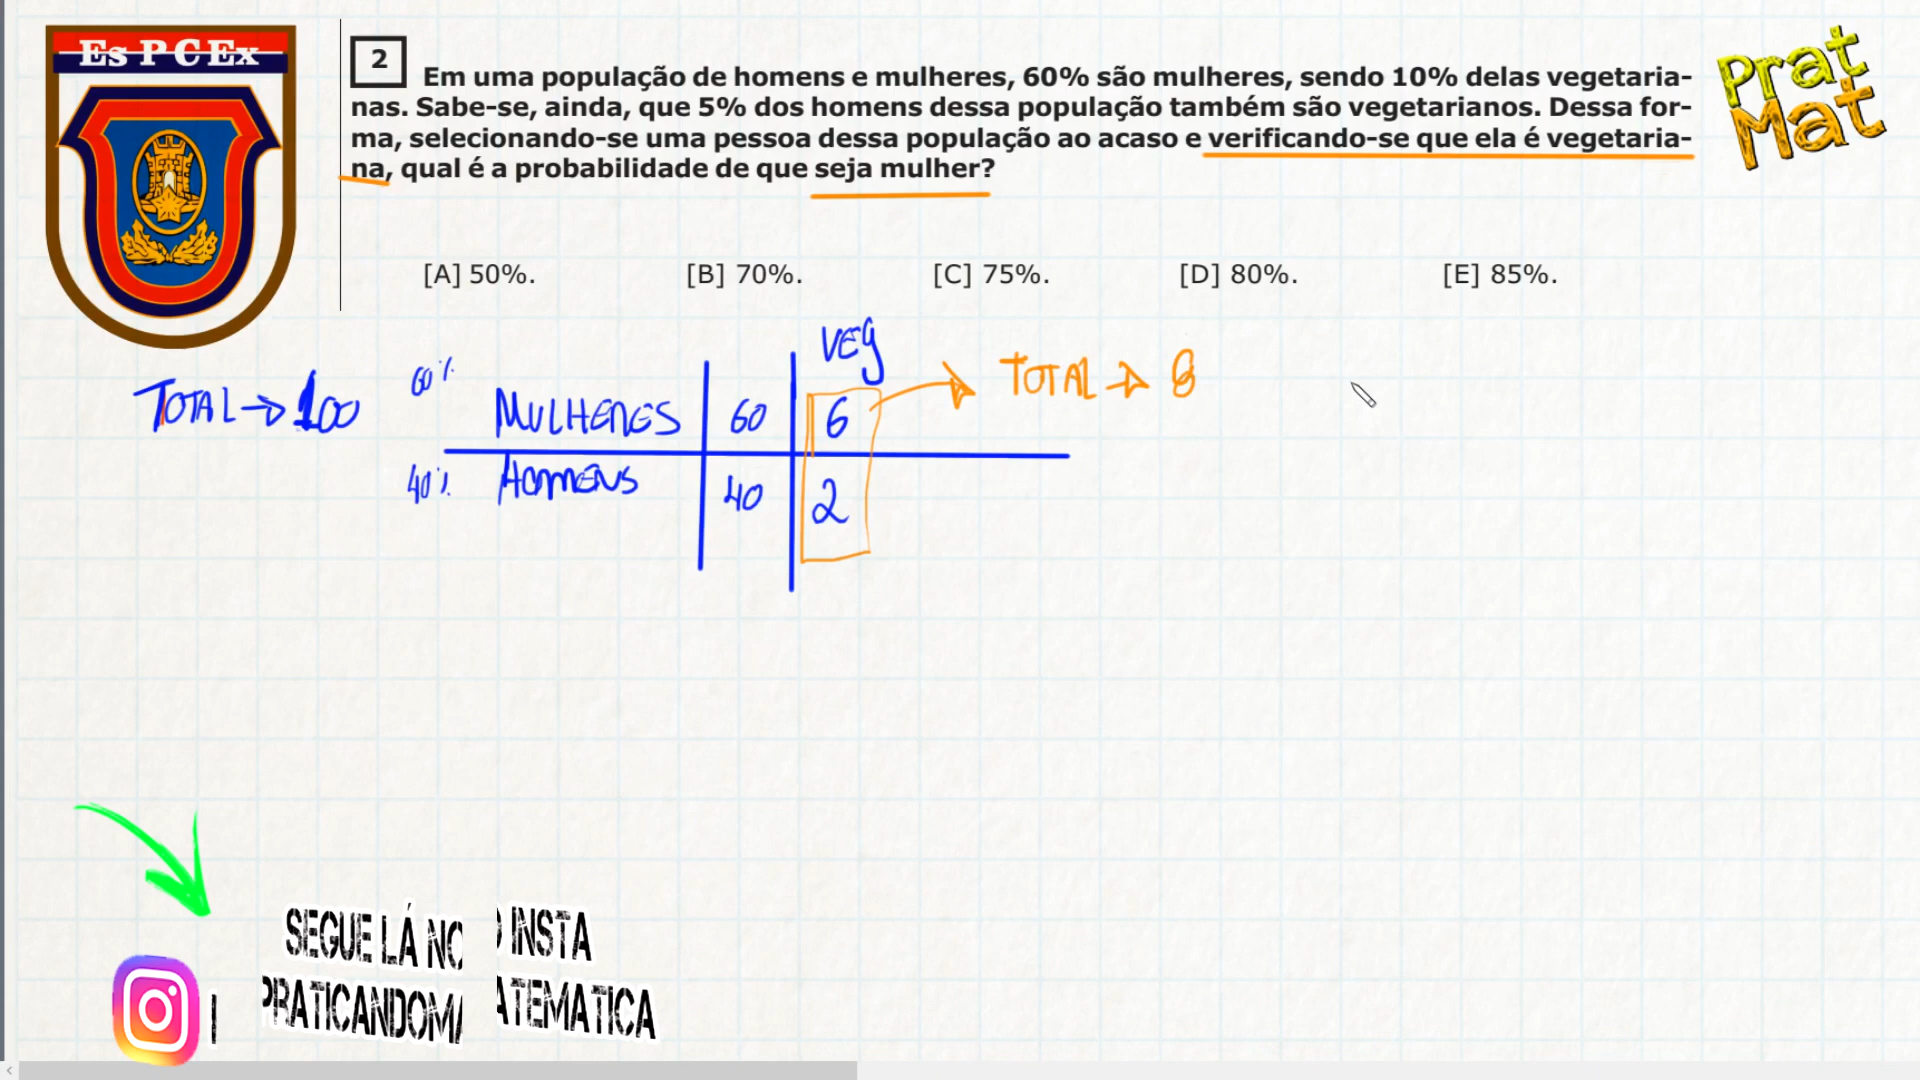 Es P C Ex
2
Em uma população de homens e mulheres, 60% são mulheres, sendo 10% delas vegetaria-
nas. Sabe-se, ainda, que 5% dos homens dessa população também são vegetarianos. Dessa for-
ma, selecionando-se uma pessoa dessa população ao acaso e verificando-se que ela é vegetaria-
na, qual é a probabilidade de que seja mulher?
Prat
Mat
[A] 50%. [B] 70%. [C] 75%. [D] 80%. [E] 85%.
VEG
TOTAL → 100 60% MULHERES 60 6 → TOTAL → 8
40% HOMENS 40 2
SEGUE LÁ NO INSTA
PRATICANDOMATEMATICA